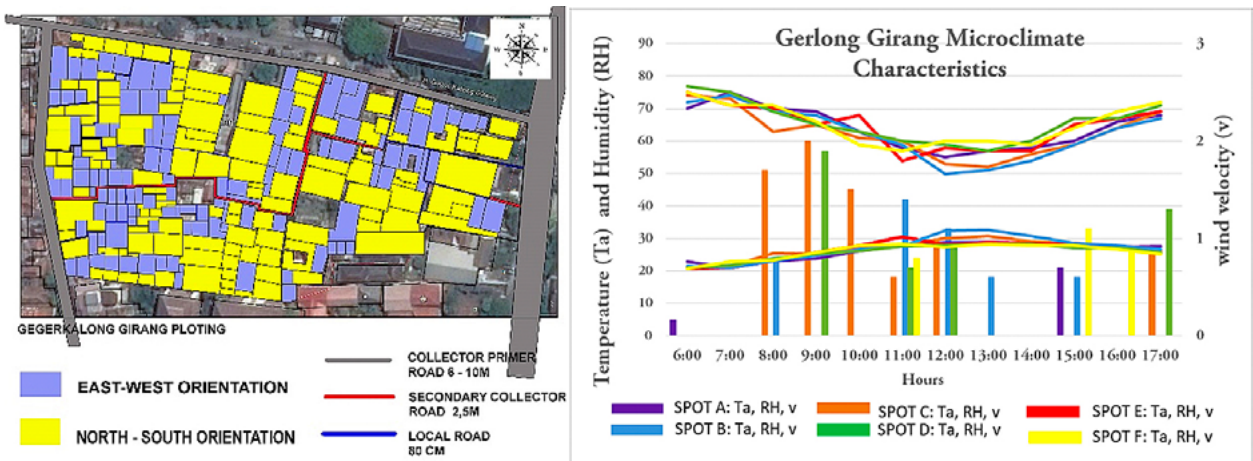 N
W
E
S
GEGERKALONG GIRANG PLOTING
EAST-WEST ORIENTATION
NORTH - SOUTH ORIENTATION
COLLECTOR PRIMER
ROAD 6 - 10M
SECONDARY COLLECTOR
ROAD 2,5M
LOCAL ROAD
80 CM
Gerlong Girang Microclimate
Characteristics
Temperature (Ta) and Humidity (RH)
90
80
70
60
50
40
30
20
10
0
3
2
1
0
wind velocity (v)
6:00 7:00 8:00 9:00 10:00 11:00 12:00 13:00 14:00 15:00 16:00 17:00
Hours
SPOT A: Ta, RH, v
SPOT C: Ta, RH, v
SPOT E: Ta, RH, v
SPOT B: Ta, RH, v
SPOT D: Ta, RH, v
SPOT F: Ta, RH, v